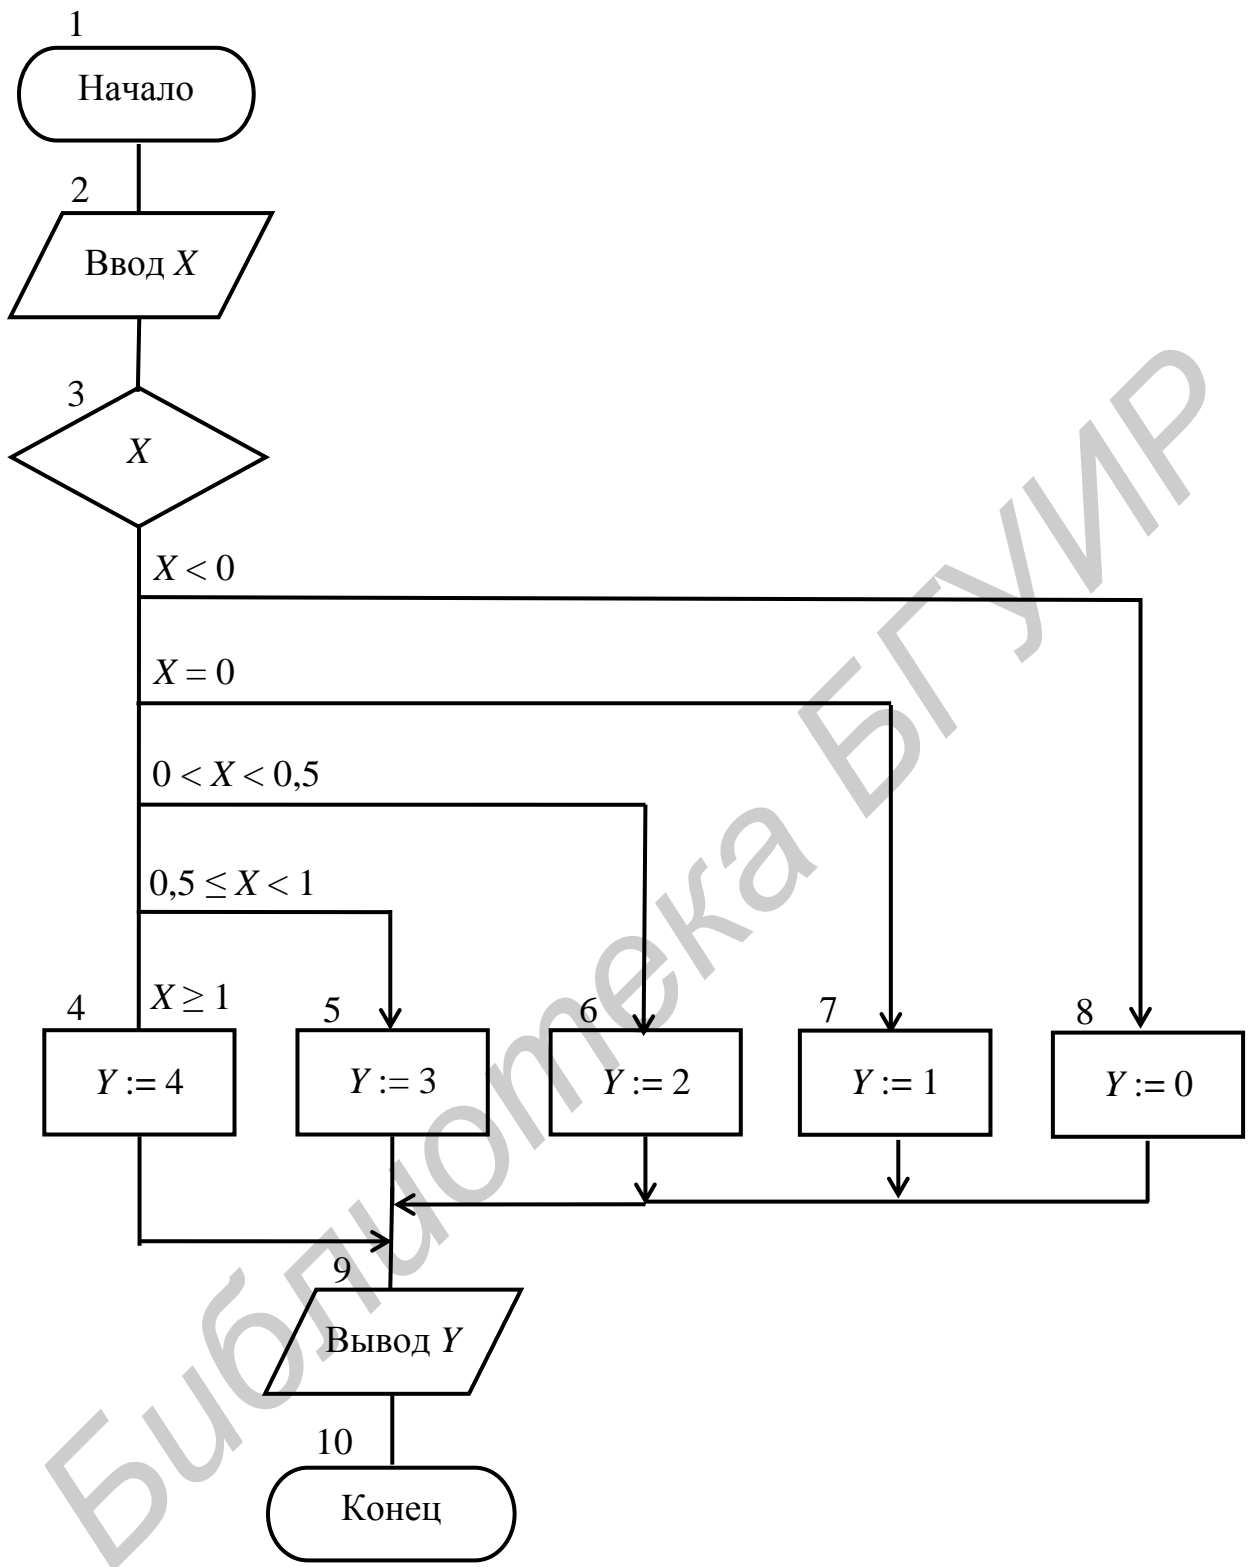 1
Начало
2
Ввод X
3
X
X < 0
X = 0
0 < X < 0,5
0,5 ≤ X < 1
X ≥ 1
4
5
6
7
8
Y := 4
Y := 3
Y := 2
Y := 1
Y := 0
9
Вывод Y
10
Конец
Библиотека БГУИР